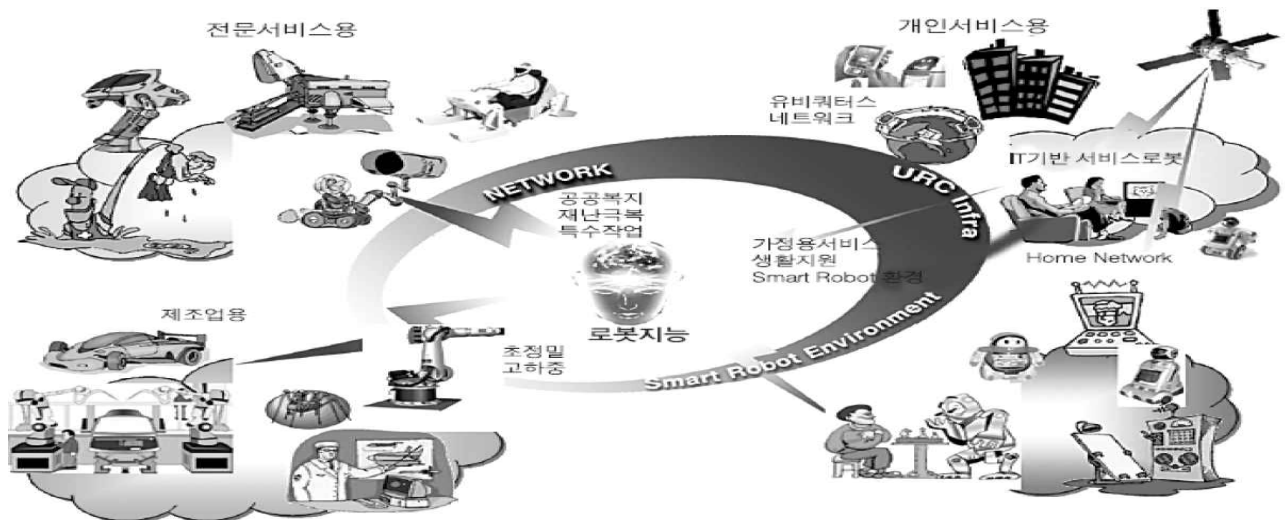 전문서비스용
개인서비스용
유비쿼터스
네트워크
IT기반 서비스로봇
NETWORK
URC Infra
공공복지
재난극복
특수작업
가정용서비스
생활지원
Smart Robot 환경
Home Network
로봇지능
제조업용
초정밀
고하중
Smart Robot Environment